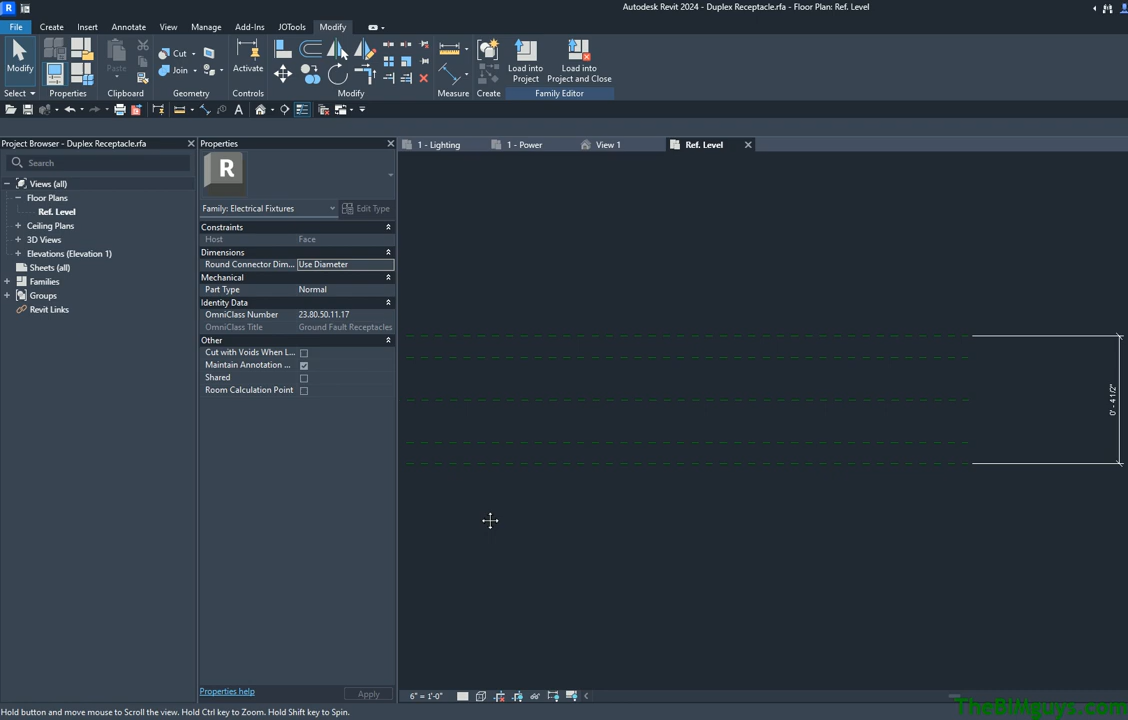 Autodesk Revit 2024 - Duplex Receptacle.rfa - Floor Plan: Ref. Level
File Create Insert Annotate View Manage Add-Ins JOTools Modify
Modify Paste Cut Join Activate Load into Project Load into Project and Close
Select Properties Clipboard Geometry Controls Modify Measure Create Family Editor
Project Browser - Duplex Receptacle.rfa
Search
Views (all)
Floor Plans
Ref. Level
Ceiling Plans
3D Views
Elevations (Elevation 1)
Sheets (all)
Families
Groups
Revit Links
Properties
R
Family: Electrical Fixtures Edit Type
Constraints
Host Face
Dimensions
Round Connector Dim... Use Diameter
Mechanical
Part Type Normal
Identity Data
OmniClass Number 23.80.50.11.17
OmniClass Title Ground Fault Receptacles
Other
Cut with Voids When L...
Maintain Annotation ...
Shared
Room Calculation Point
Properties help Apply
1 - Lighting 1 - Power View 1 Ref. Level
0' - 4 1/2"
6" = 1'-0"
Hold button and move mouse to Scroll the view. Hold Ctrl key to Zoom. Hold Shift key to Spin.
TheBIMguys.com